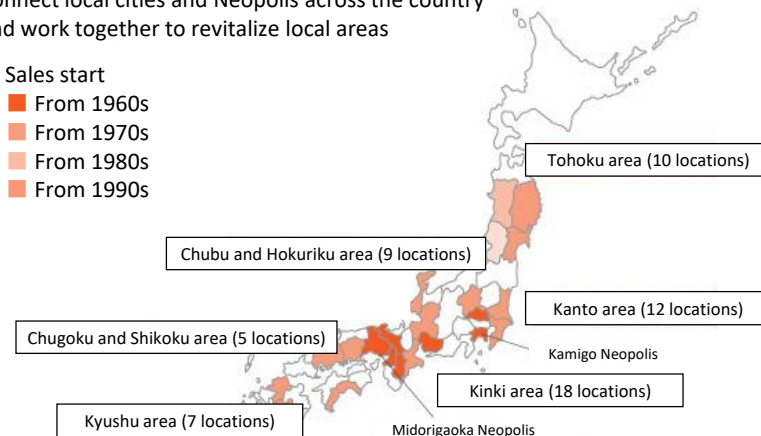 onnect local cities and Neopolis across the country
nd work together to revitalize local areas
Sales start
From 1960s
From 1970s
From 1980s
From 1990s
Tohoku area (10 locations)
Chubu and Hokuriku area (9 locations)
Kanto area (12 locations)
Chugoku and Shikoku area (5 locations)
Kamigo Neopolis
Kinki area (18 locations)
Kyushu area (7 locations)
Midorigaoka Neopolis